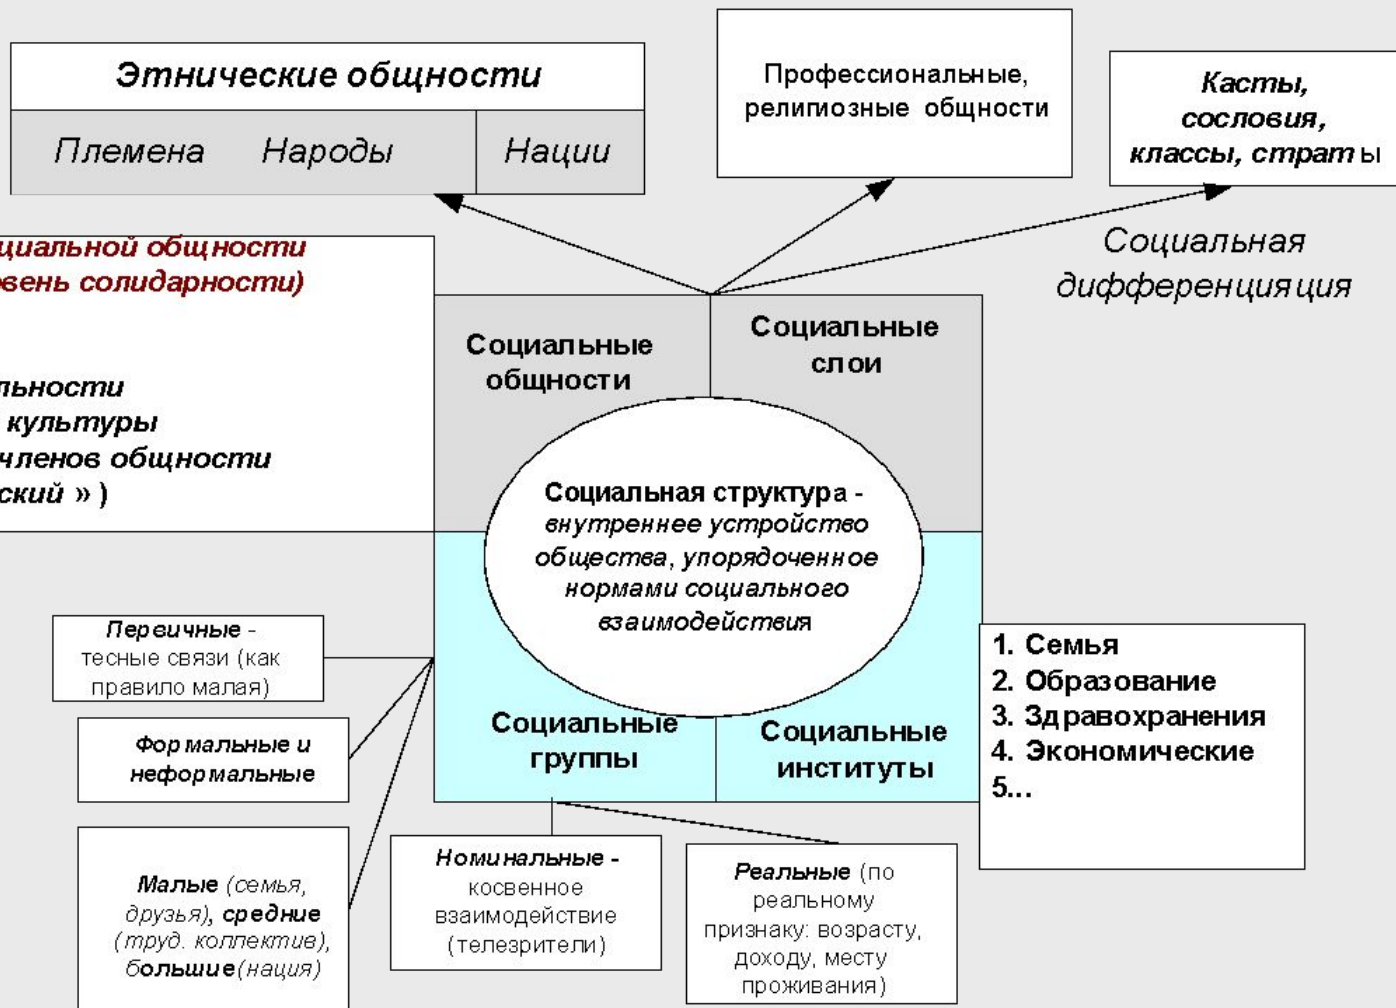 Этнические общности
Племена Народы Нации
Профессиональные,
религиозные общности
Касты,
сословия,
классы, страты
Социальная
дифференцияция
циальной общности
вень солидарности)
льности
культуры
членов общности
ский » )
Социальные
общности
Социальные
слои
Социальная структура -
внутреннее устройство
общества, упорядоченное
нормами социального
взаимодействия
Социальные
группы
Социальные
институты
Первичные -
тесные связи (как
правило малая)
Формальные и
неформальные
Малые (семья,
друзья), средние
(труд. коллектив),
большие(нация)
Номинальные -
косвенное
взаимодействие
(телезрители)
Реальные (по
реальному
признаку: возрасту,
доходу, месту
проживания)
1. Семья
2. Образование
3. Здравохранения
4. Экономические
5...